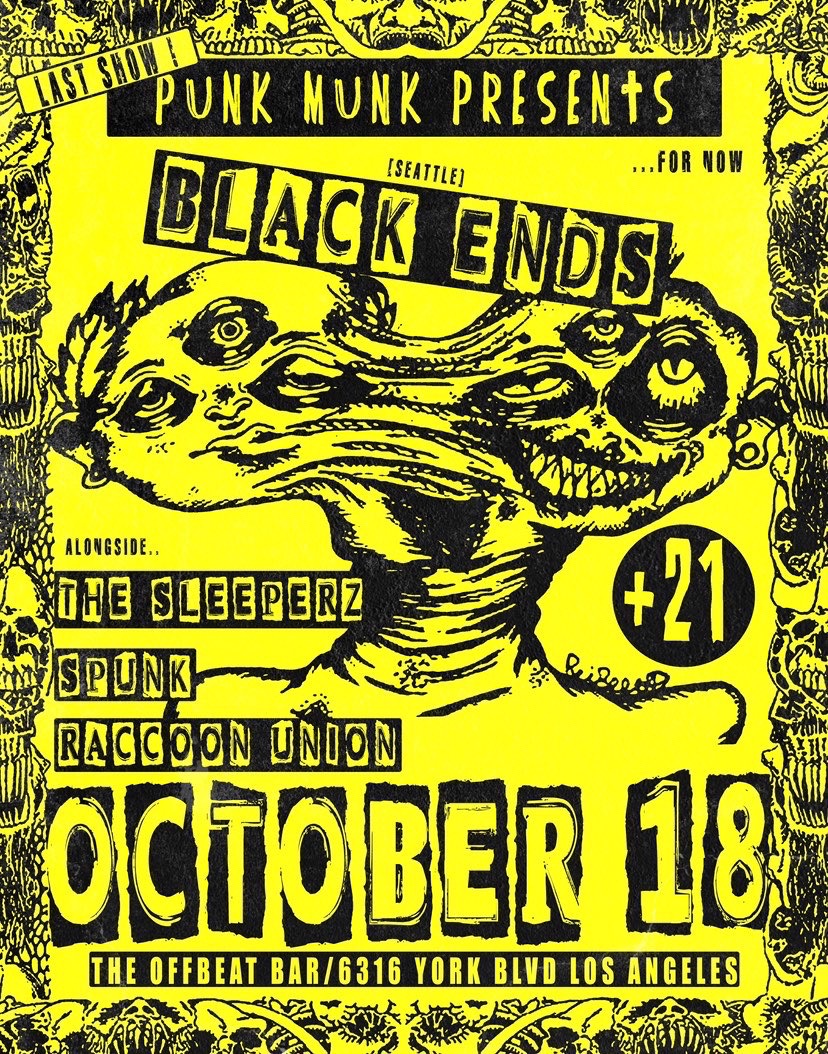 LAST SHOW !
PUNK MUNK PRESENTS
...FOR NOW
[SEATTLE]
BLACK ENDS
ALONGSIDE..
THE SLEEPERZ
+21
SPUNK
RACCOON UNION
OCTOBER 18
THE OFFBEAT BAR/6316 YORK BLVD LOS ANGELES